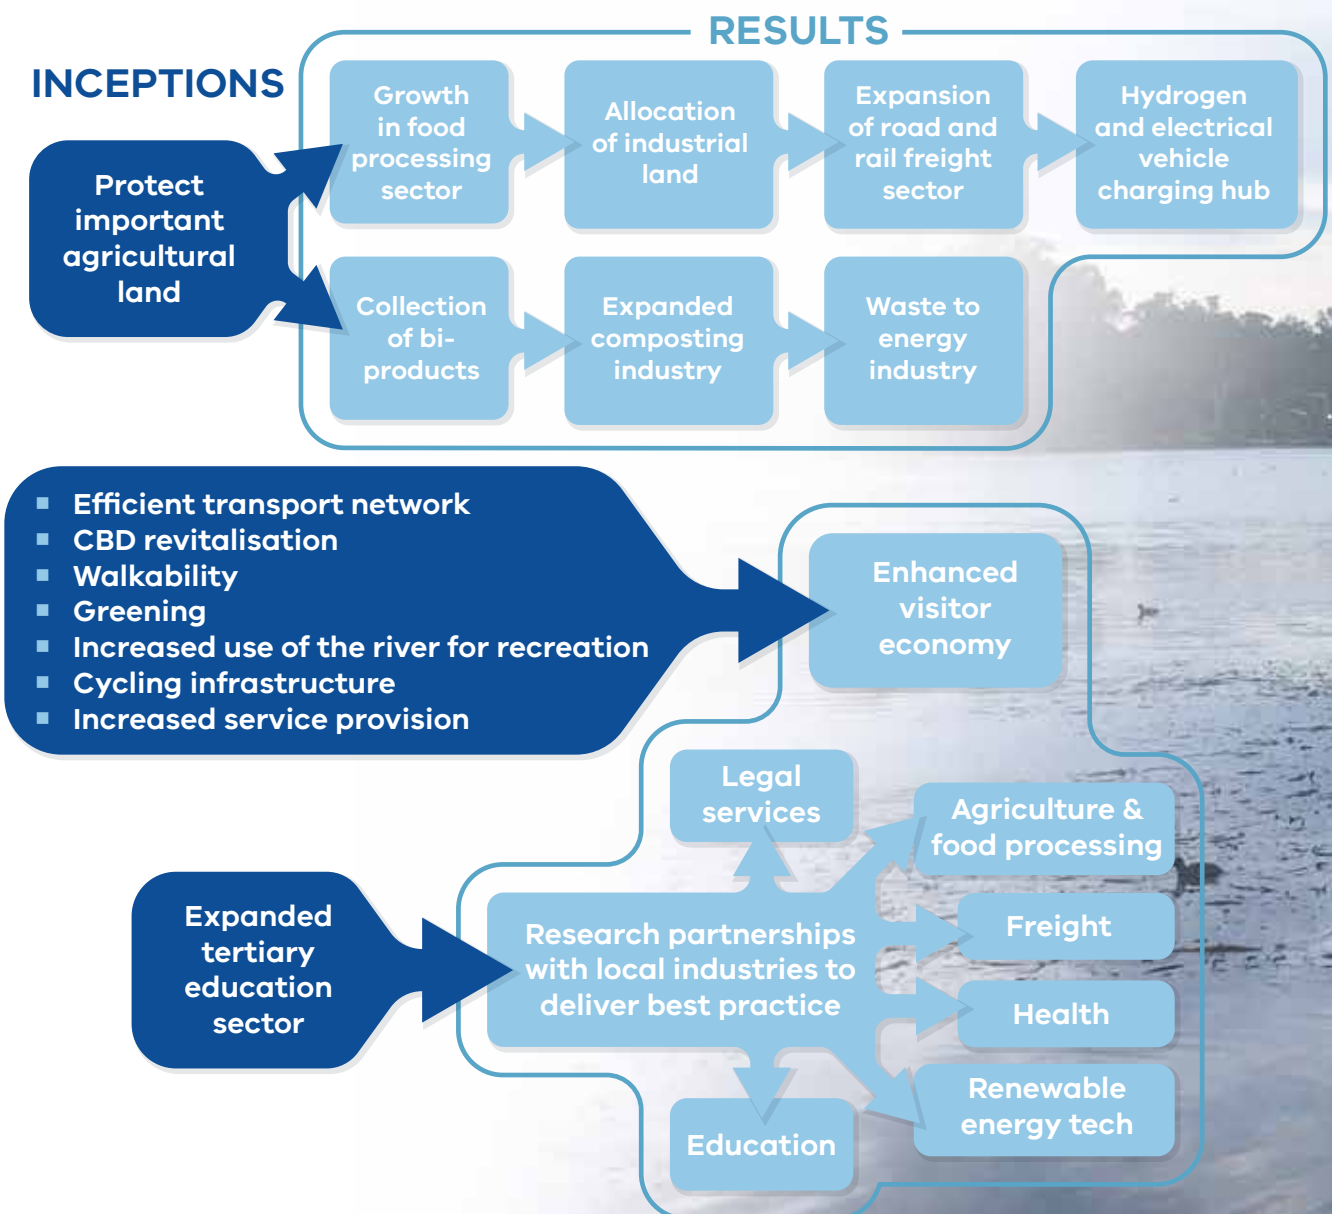 RESULTS
INCEPTIONS
Protect
important
agricultural
land
Growth
in food
processing
sector
Allocation
of industrial
land
Expansion
of road and
rail freight
sector
Hydrogen
and electrical
vehicle
charging hub
Collection
of bi-
products
Expanded
composting
industry
Waste to
energy
industry
Efficient transport network
CBD revitalisation
Walkability
Greening
Increased use of the river for recreation
Cycling infrastructure
Increased service provision
Enhanced
visitor
economy
Expanded
tertiary
education
sector
Research partnerships
with local industries to
deliver best practice
Legal
services
Agriculture &
food processing
Freight
Health
Renewable
energy tech
Education